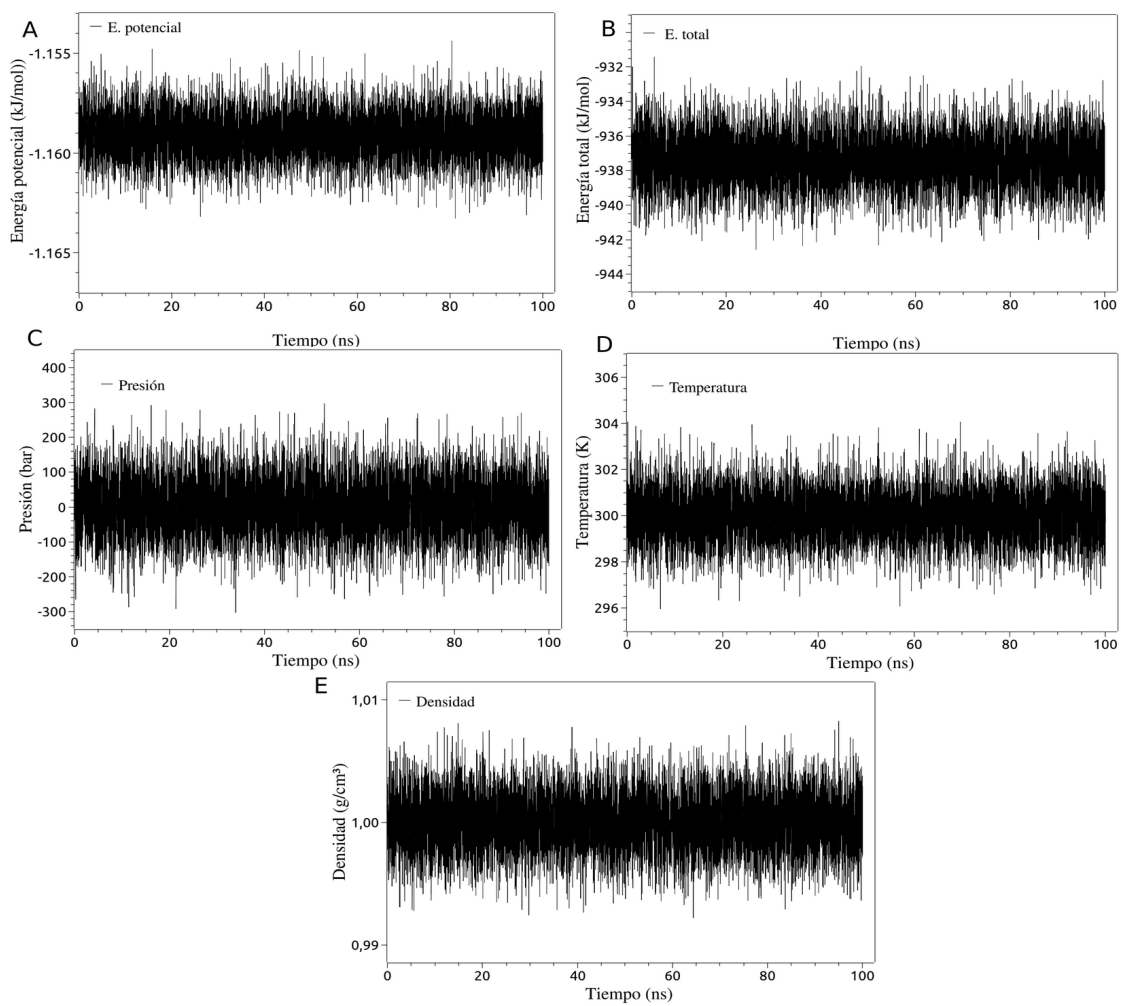 A
E. potencial
Energía potencial (kJ/mol))
-1.155
-1.160
-1.165
0 20 40 60 80 100
Tiempo (ns)
B
E. total
Energía total (kJ/mol)
-932
-934
-936
-938
-940
-942
-944
0 20 40 60 80 100
Tiempo (ns)
C
Presión
Presión (bar)
400
300
200
100
0
-100
-200
-300
0 20 40 60 80 100
Tiempo (ns)
D
Temperatura
Temperatura (K)
306
304
302
300
298
296
0 20 40 60 80 100
Tiempo (ns)
E
Densidad
Densidad (g/cm³)
1,01
1,00
0,99
0 20 40 60 80 100
Tiempo (ns)